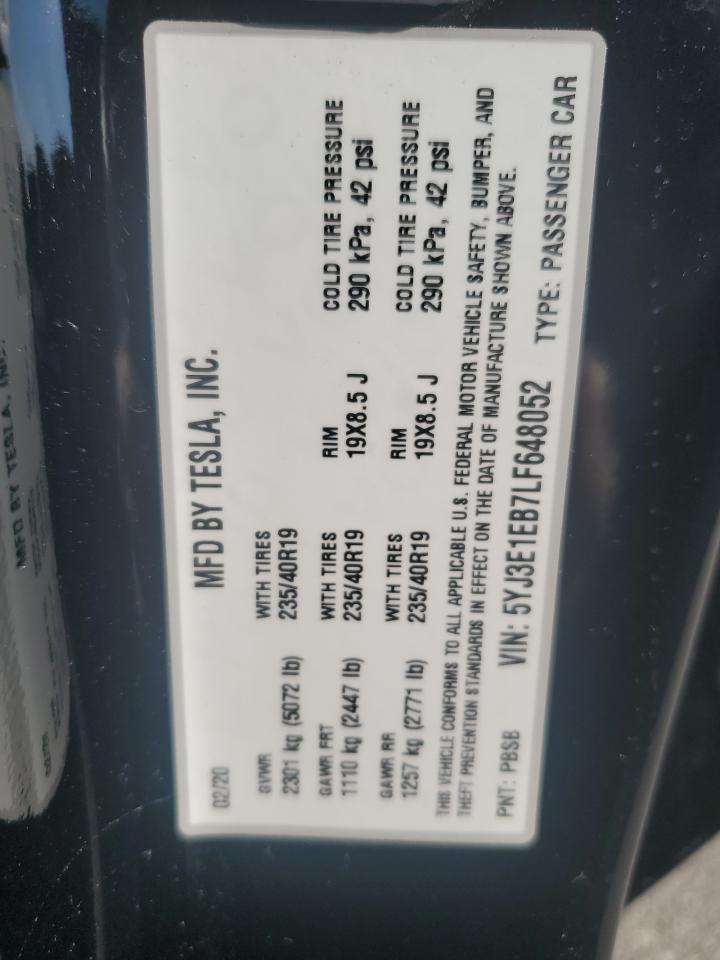 02/20 MFD BY TESLA, INC.
GVWR WITH TIRES
2301 kg (5072 lb) 235/40R19
GAWR FRT WITH TIRES RIM COLD TIRE PRESSURE
1110 kg (2447 lb) 235/40R19 19X8.5 J 290 kPa, 42 psi
GAWR RR WITH TIRES RIM COLD TIRE PRESSURE
1257 kg (2771 lb) 235/40R19 19X8.5 J 290 kPa, 42 psi
THIS VEHICLE CONFORMS TO ALL APPLICABLE U.S. FEDERAL MOTOR VEHICLE SAFETY, BUMPER, AND
THEFT PREVENTION STANDARDS IN EFFECT ON THE DATE OF MANUFACTURE SHOWN ABOVE.
PNT: PBSB VIN: 5YJ3E1EB7LF648052 TYPE: PASSENGER CAR
MFD BY TESLA, INC.